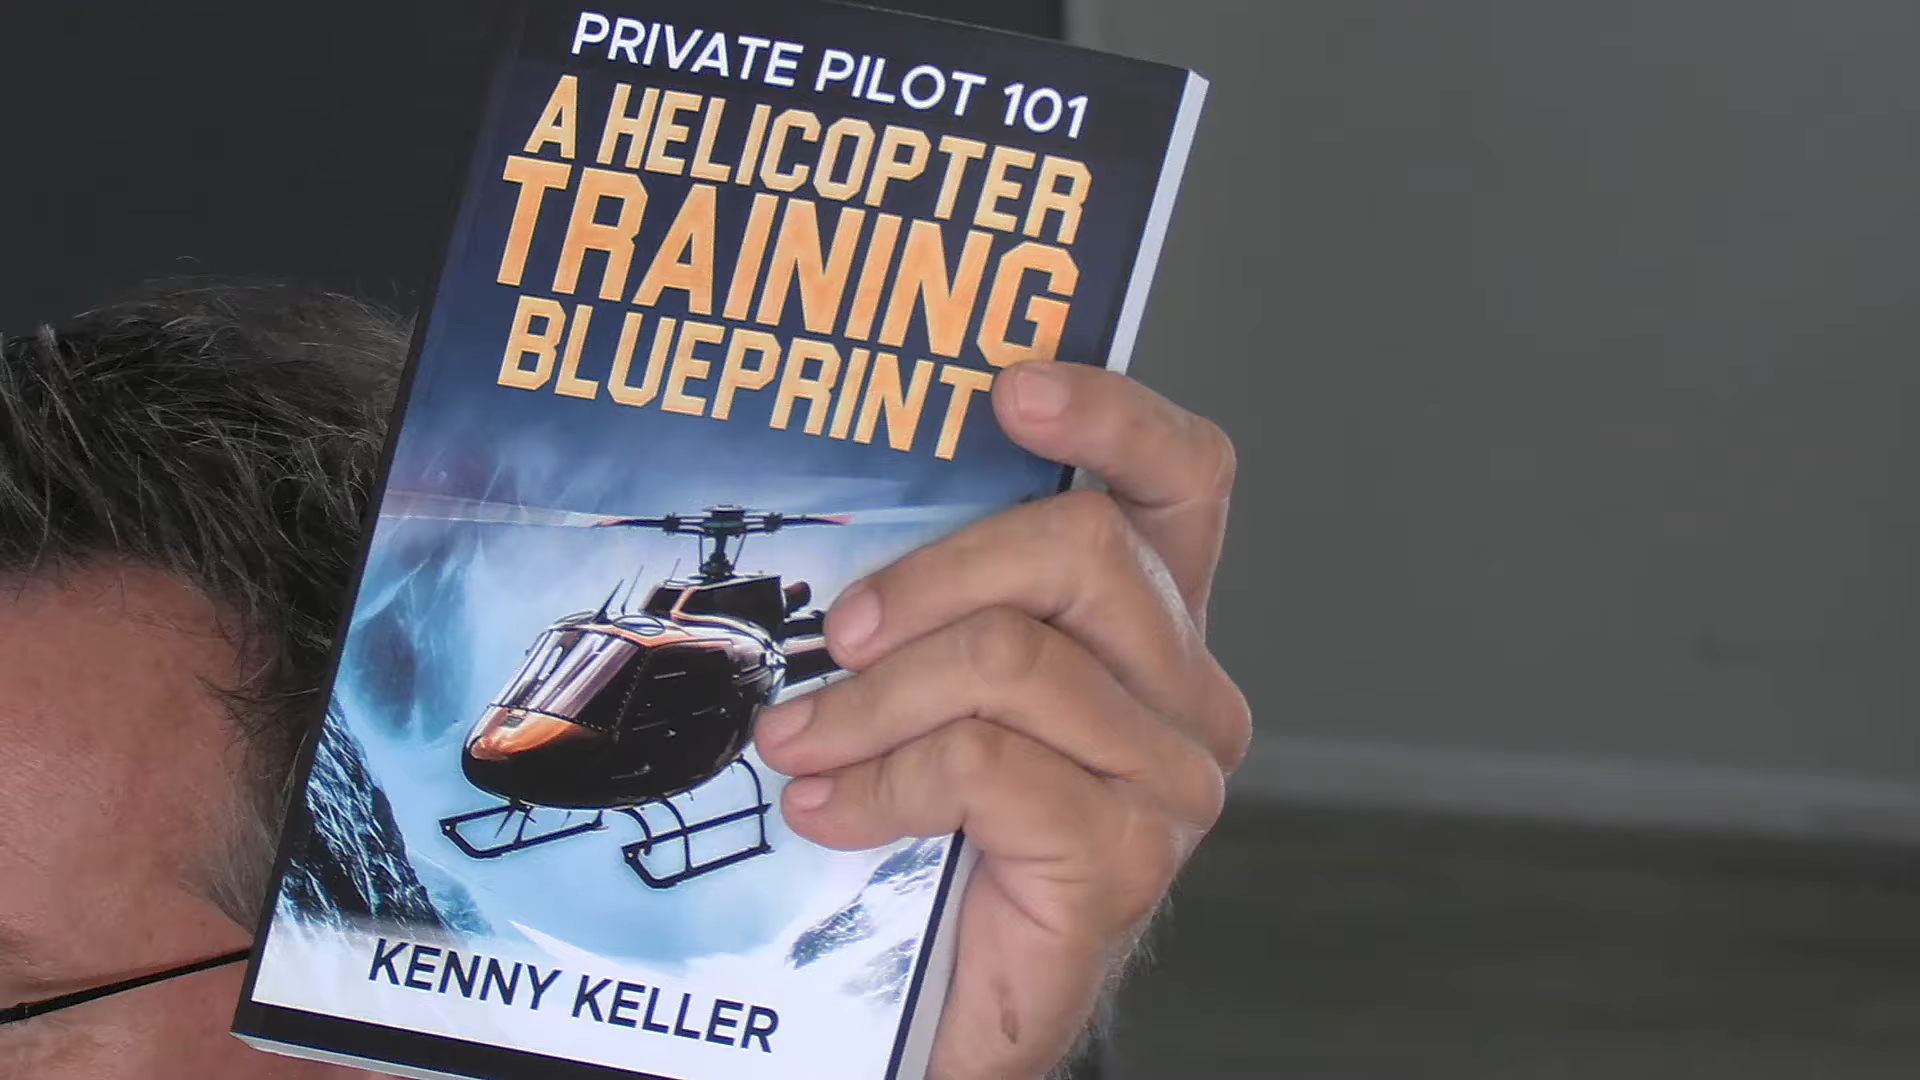 PRIVATE PILOT 101
A HELICOPTER
TRAINING
BLUEPRINT
KENNY KELLER